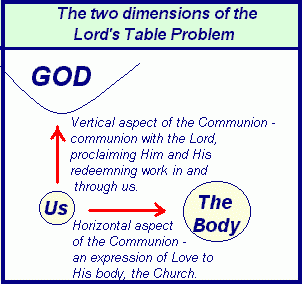 The two dimensions of the
Lord's Table Problem
GOD
Vertical aspect of the Communion -
communion with the Lord,
proclaiming Him and His
redeemning work in and
through us.
Us
The
Body
Horizontal aspect
of the Communion -
an expression of Love to
His body, the Church.